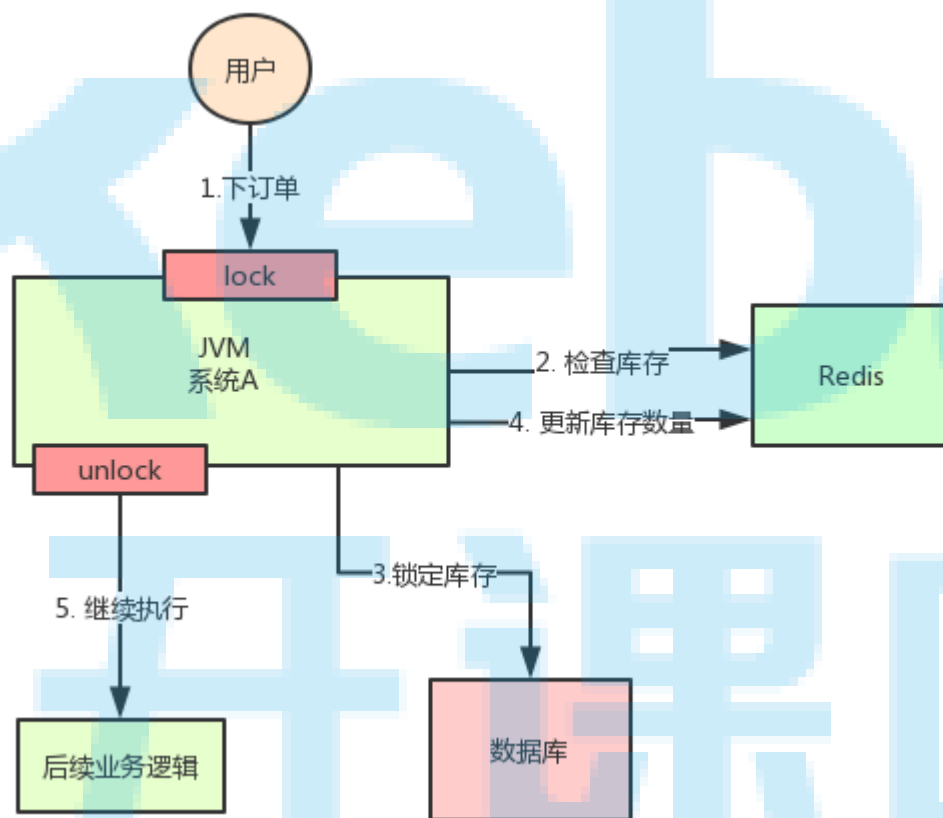 用户
1.下订单
lock
JVM
系统A
2. 检查库存
Redis
4. 更新库存数量
unlock
3.锁定库存
5. 继续执行
数据库
后续业务逻辑